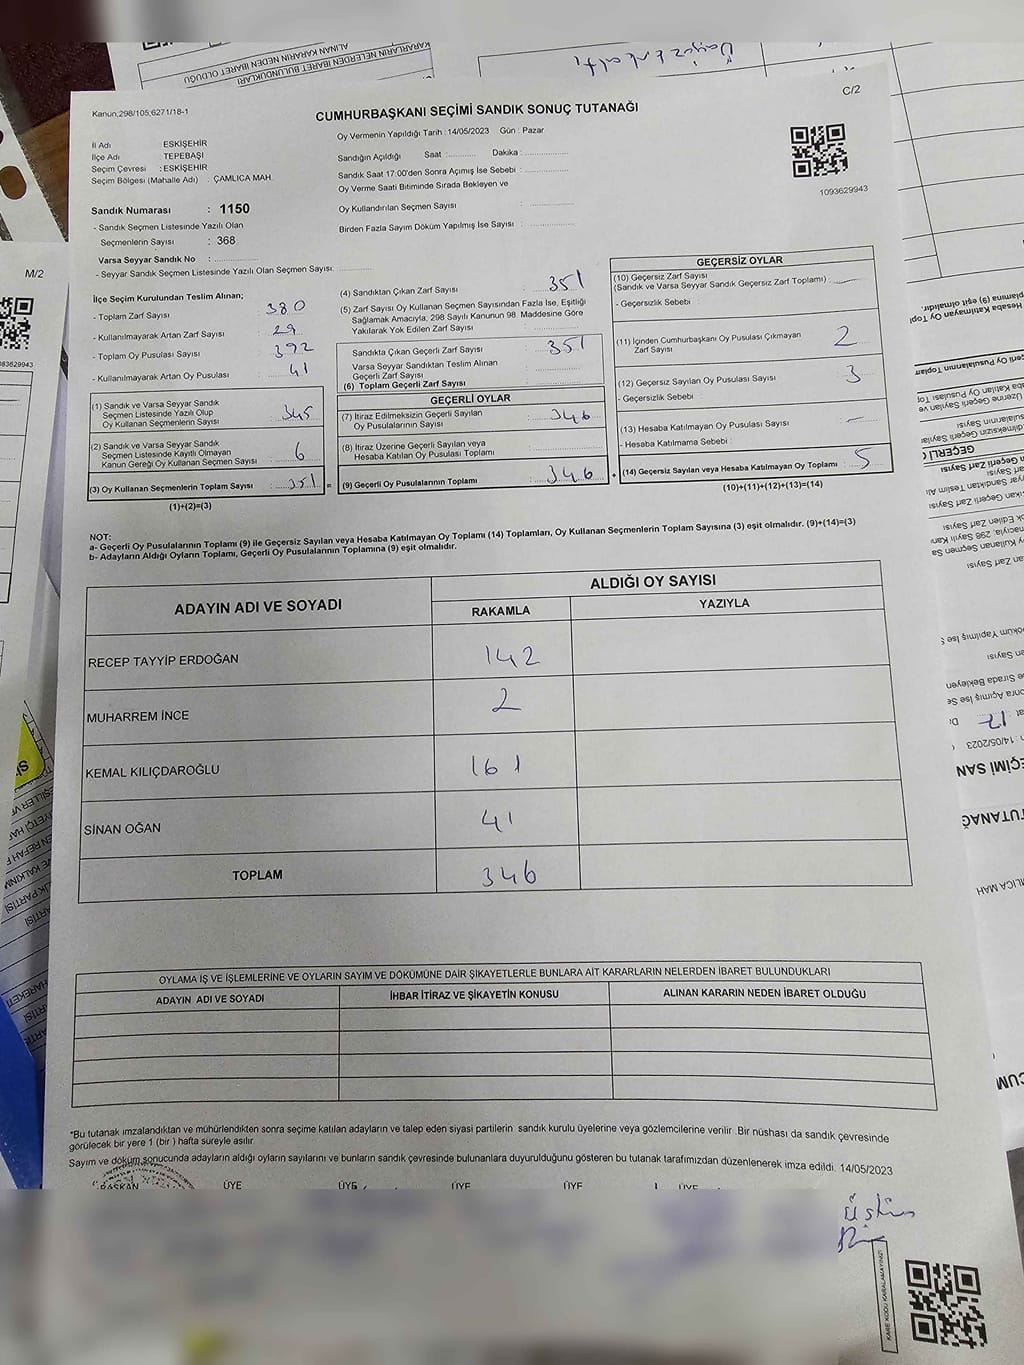 KARARLARIN NELERDEN İBARET BULUNDUKLARI
ALINAN KARARIN NEDEN İBARET OLDUĞU
C/2
Kanun,298/105;6271/18-1
CUMHURBAŞKANI SEÇİMİ SANDIK SONUÇ TUTANAĞI
Oy Vermenin Yapıldığı Tarih : 14/05/2023 Gün : Pazar
İl Adı : ESKİŞEHİR
İlçe Adı TEPEBAŞI
Seçim Çevresi : ESKİŞEHİR
Seçim Bölgesi (Mahalle Adı) : ÇAMLICA MAH.
Sandığın Açıldığı Saat :.......... Dakika :................
Sandık Saat 17:00'den Sonra Açımış İse Sebebi :................
Oy Verme Saati Bitiminde Sırada Bekleyen ve
Oy Kullandırılan Seçmen Sayısı :................
Birden Fazla Sayım Döküm Yapılmış İse Sayısı :................
1093629943
Sandık Numarası : 1150
- Sandık Seçmen Listesinde Yazılı Olan
Seçmenlerin Sayısı : 368
Varsa Seyyar Sandık No :................
- Seyyar Sandık Seçmen Listesinde Yazılı Olan Seçmen Sayısı:............
İlçe Seçim Kurulundan Teslim Alınan;
- Toplam Zarf Sayısı : 380
- Kullanılmayarak Artan Zarf Sayısı : 29
- Toplam Oy Pusulası Sayısı : 392
- Kullanılmayarak Artan Oy Pusulası : 41
(1) Sandık ve Varsa Seyyar Sandık
Seçmen Listesinde Yazılı Olup
Oy Kullanan Seçmenlerin Sayısı : 345
(2) Sandık ve Varsa Seyyar Sandık
Seçmen Listesinde Kayıtlı Olmayan
Kanun Gereği Oy Kullanan Seçmen Sayısı : 6
(3) Oy Kullanan Seçmenlerin Toplam Sayısı : 351 =
(1)+(2)=(3)
(4) Sandıktan Çıkan Zarf Sayısı : 351
(5) Zarf Sayısı Oy Kullanan Seçmen Sayısından Fazla İse, Eşitliği
Sağlamak Amacıyla, 298 Sayılı Kanunun 98. Maddesine Göre
Yakılarak Yok Edilen Zarf Sayısı :
Sandıkta Çıkan Geçerli Zarf Sayısı : 351
Varsa Seyyar Sandıktan Teslim Alınan
Geçerli Zarf Sayısı :
(6) Toplam Geçerli Zarf Sayısı :
GEÇERLİ OYLAR
(7) İtiraz Edilmeksizin Geçerli Sayılan
Oy Pusulalarının Sayısı : 346
(8) İtiraz Üzerine Geçerli Sayılan veya
Hesaba Katılan Oy Pusulası Toplamı :
(9) Geçerli Oy Pusulalarının Toplamı : 346 +
GEÇERSİZ OYLAR
(10) Geçersiz Zarf Sayısı
(Sandık ve Varsa Seyyar Sandık Geçersiz Zarf Toplamı) : —
- Geçersizlik Sebebi :
(11) İçinden Cumhurbaşkanı Oy Pusulası Çıkmayan
Zarf Sayısı : 2
(12) Geçersiz Sayılan Oy Pusulası Sayısı : 3
- Geçersizlik Sebebi :
(13) Hesaba Katılmayan Oy Pusulası Sayısı : —
- Hesaba Katılmama Sebebi :
(14) Geçersiz Sayılan veya Hesaba Katılmayan Oy Toplamı : 5
(10)+(11)+(12)+(13)=(14)
NOT:
a- Geçerli Oy Pusulalarının Toplamı (9) ile Geçersiz Sayılan veya Hesaba Katılmayan Oy Toplamı (14) Toplamları, Oy Kullanan Seçmenlerin Toplam Sayısına (3) eşit olmalıdır. (9)+(14)=(3)
b- Adayların Aldığı Oyların Toplamı, Geçerli Oy Pusulalarının Toplamına (9) eşit olmalıdır.
ADAYIN ADI VE SOYADI ALDIĞI OY SAYISI
RAKAMLA YAZIYLA
RECEP TAYYİP ERDOĞAN 142
MUHARREM İNCE 2
KEMAL KILIÇDAROĞLU 161
SİNAN OĞAN 41
TOPLAM 346
OYLAMA İŞ VE İŞLEMLERİNE VE OYLARIN SAYIM VE DÖKÜMÜNE DAİR ŞİKAYETLERLE BUNLARA AİT KARARLARIN NELERDEN İBARET BULUNDUKLARI
ADAYIN ADI VE SOYADI İHBAR İTİRAZ VE ŞİKAYETİN KONUSU ALINAN KARARIN NEDEN İBARET OLDUĞU
*Bu tutanak imzalandıktan ve mühürlendikten sonra seçime katılan adayların ve talep eden siyasi partilerin sandık kurulu üyelerine veya gözlemcilerine verilir. Bir nüshası da sandık çevresinde
görülecek bir yere 1 (bir ) hafta süreyle asılır.
Sayım ve döküm sonucunda adayların aldığı oyların sayılarını ve bunların sandık çevresinde bulunanlara duyurulduğunu gösteren bu tutanak tarafımızdan düzenlenerek imza edildi. 14/05/2023
BAŞKAN ÜYE ÜYE ÜYE ÜYE ÜYE
KARE KODU KARALAMAYINIZ!
M/2